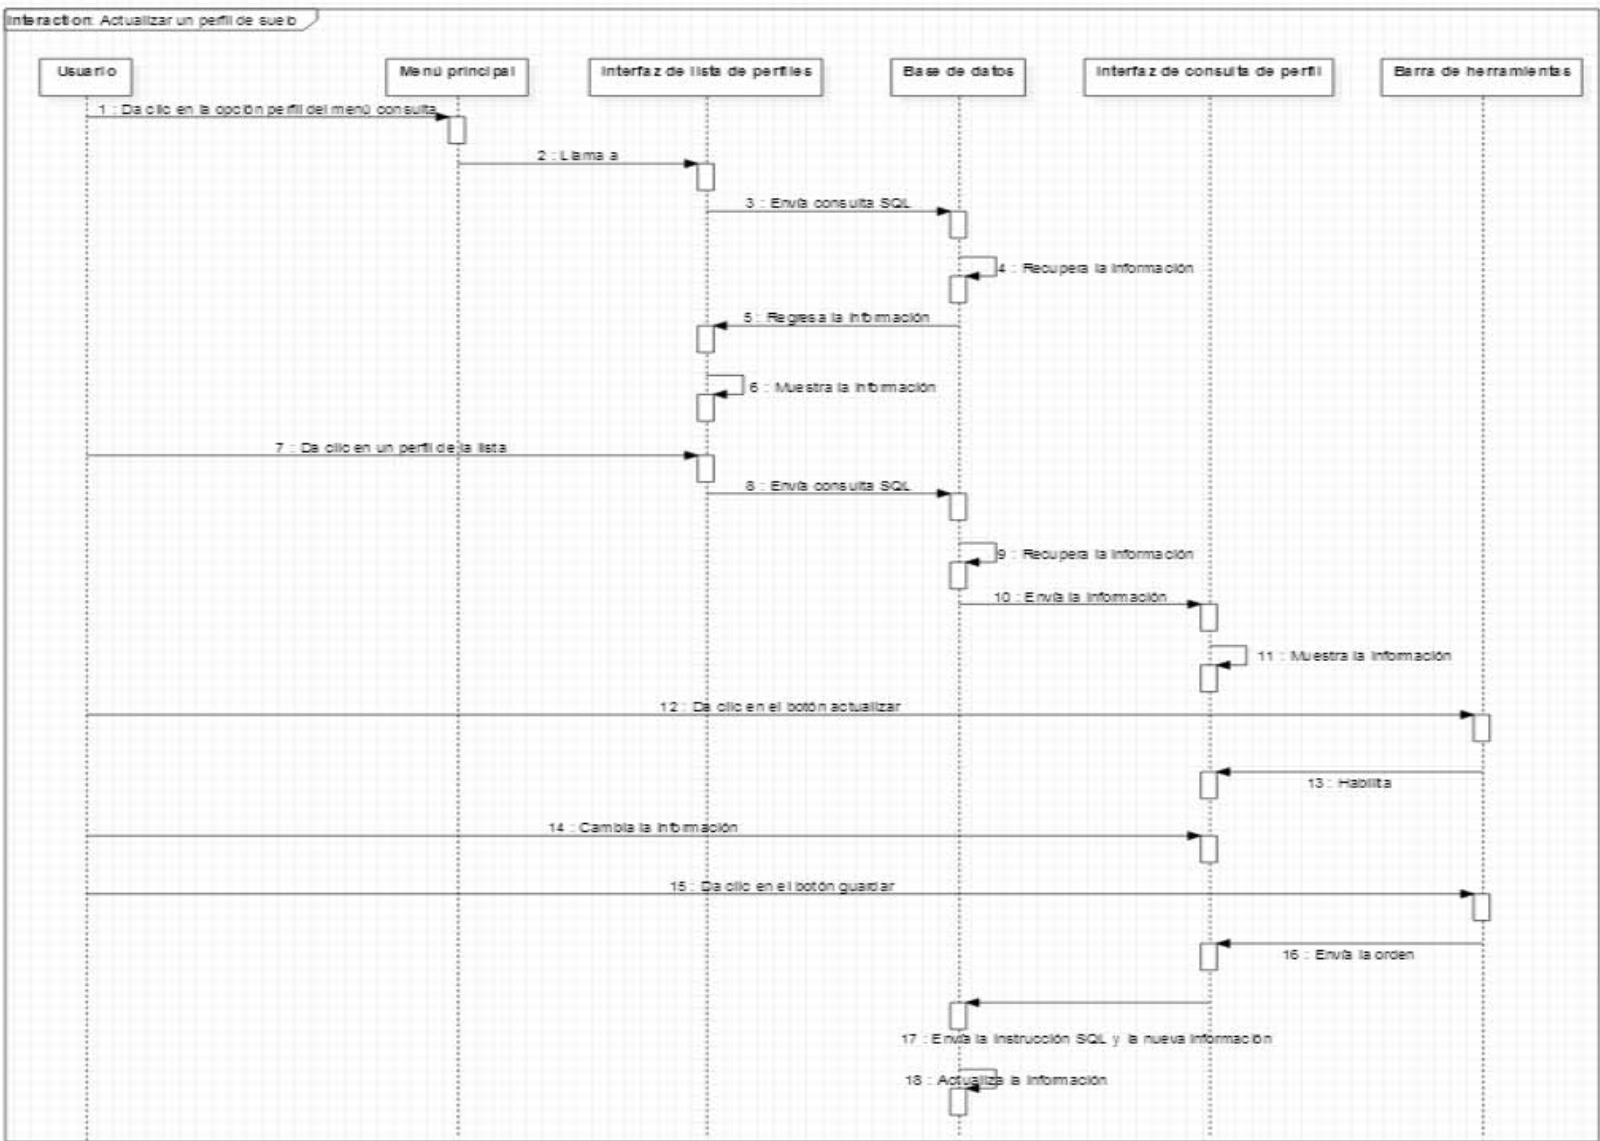 Interaction: Actualizar un perfil de suelo
Usuario
Menú principal
Interfaz de lista de perfiles
Base de datos
Interfaz de consulta de perfil
Barra de herramientas
1 : Da clic en la opción perfil del menú consulta
2 : Llama a
3 : Envía consulta SQL
4 : Recupera la información
5 : Regresa la información
6 : Muestra la información
7 : Da clic en un perfil de la lista
8 : Envía consulta SQL
9 : Recupera la información
10 : Envía la información
11 : Muestra la información
12 : Da clic en el botón actualizar
13 : Habilita
14 : Cambia la información
15 : Da clic en el botón guardar
16 : Envía la orden
17 : Envía la instrucción SQL y la nueva información
18 : Actualiza la información